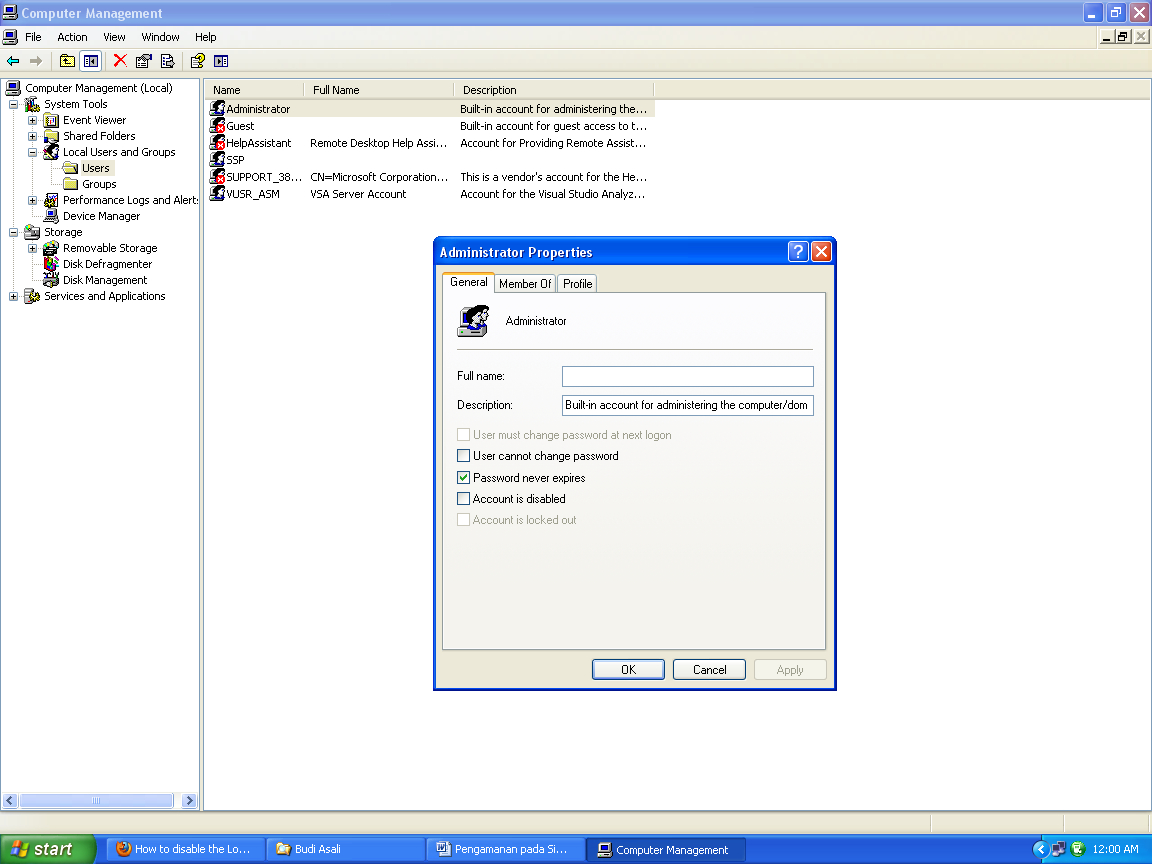 Computer Management
File Action View Window Help
Computer Management (Local)
System Tools
Event Viewer
Shared Folders
Local Users and Groups
Users
Groups
Performance Logs and Alert:
Device Manager
Storage
Removable Storage
Disk Defragmenter
Disk Management
Services and Applications
Name Full Name Description
Administrator Built-in account for administering the...
Guest Built-in account for guest access to t...
HelpAssistant Remote Desktop Help Assi... Account for Providing Remote Assist...
SSP
SUPPORT_38... CN=Microsoft Corporation... This is a vendor's account for the He...
VUSR_ASM VSA Server Account Account for the Visual Studio Analyz...
Administrator Properties
General Member Of Profile
Administrator
Full name:
Description: Built-in account for administering the computer/dom
User must change password at next logon
User cannot change password
Password never expires
Account is disabled
Account is locked out
OK Cancel Apply
start How to disable the Lo... Budi Asali Pengamanan pada Si... Computer Management 12:00 AM